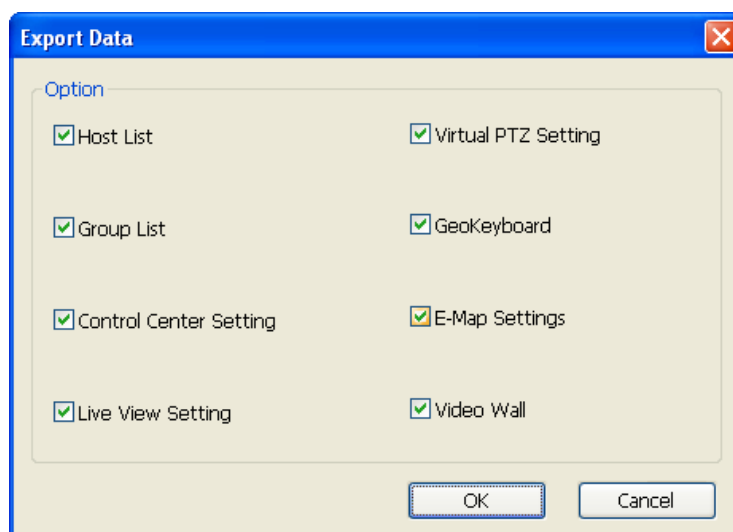 Export Data
Option
Host List
Virtual PTZ Setting
Group List
GeoKeyboard
Control Center Setting
E-Map Settings
Live View Setting
Video Wall
OK
Cancel